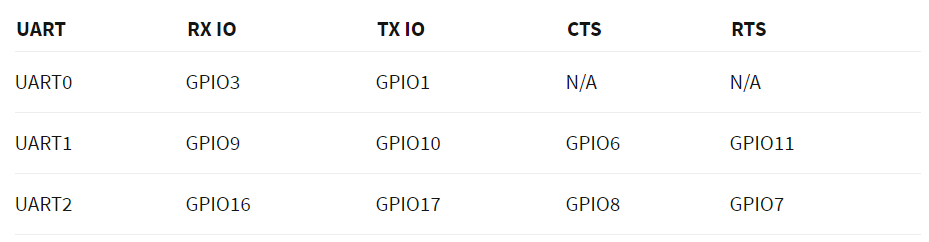 UART RX IO TX IO CTS RTS
UART0 GPIO3 GPIO1 N/A N/A
UART1 GPIO9 GPIO10 GPIO6 GPIO11
UART2 GPIO16 GPIO17 GPIO8 GPIO7